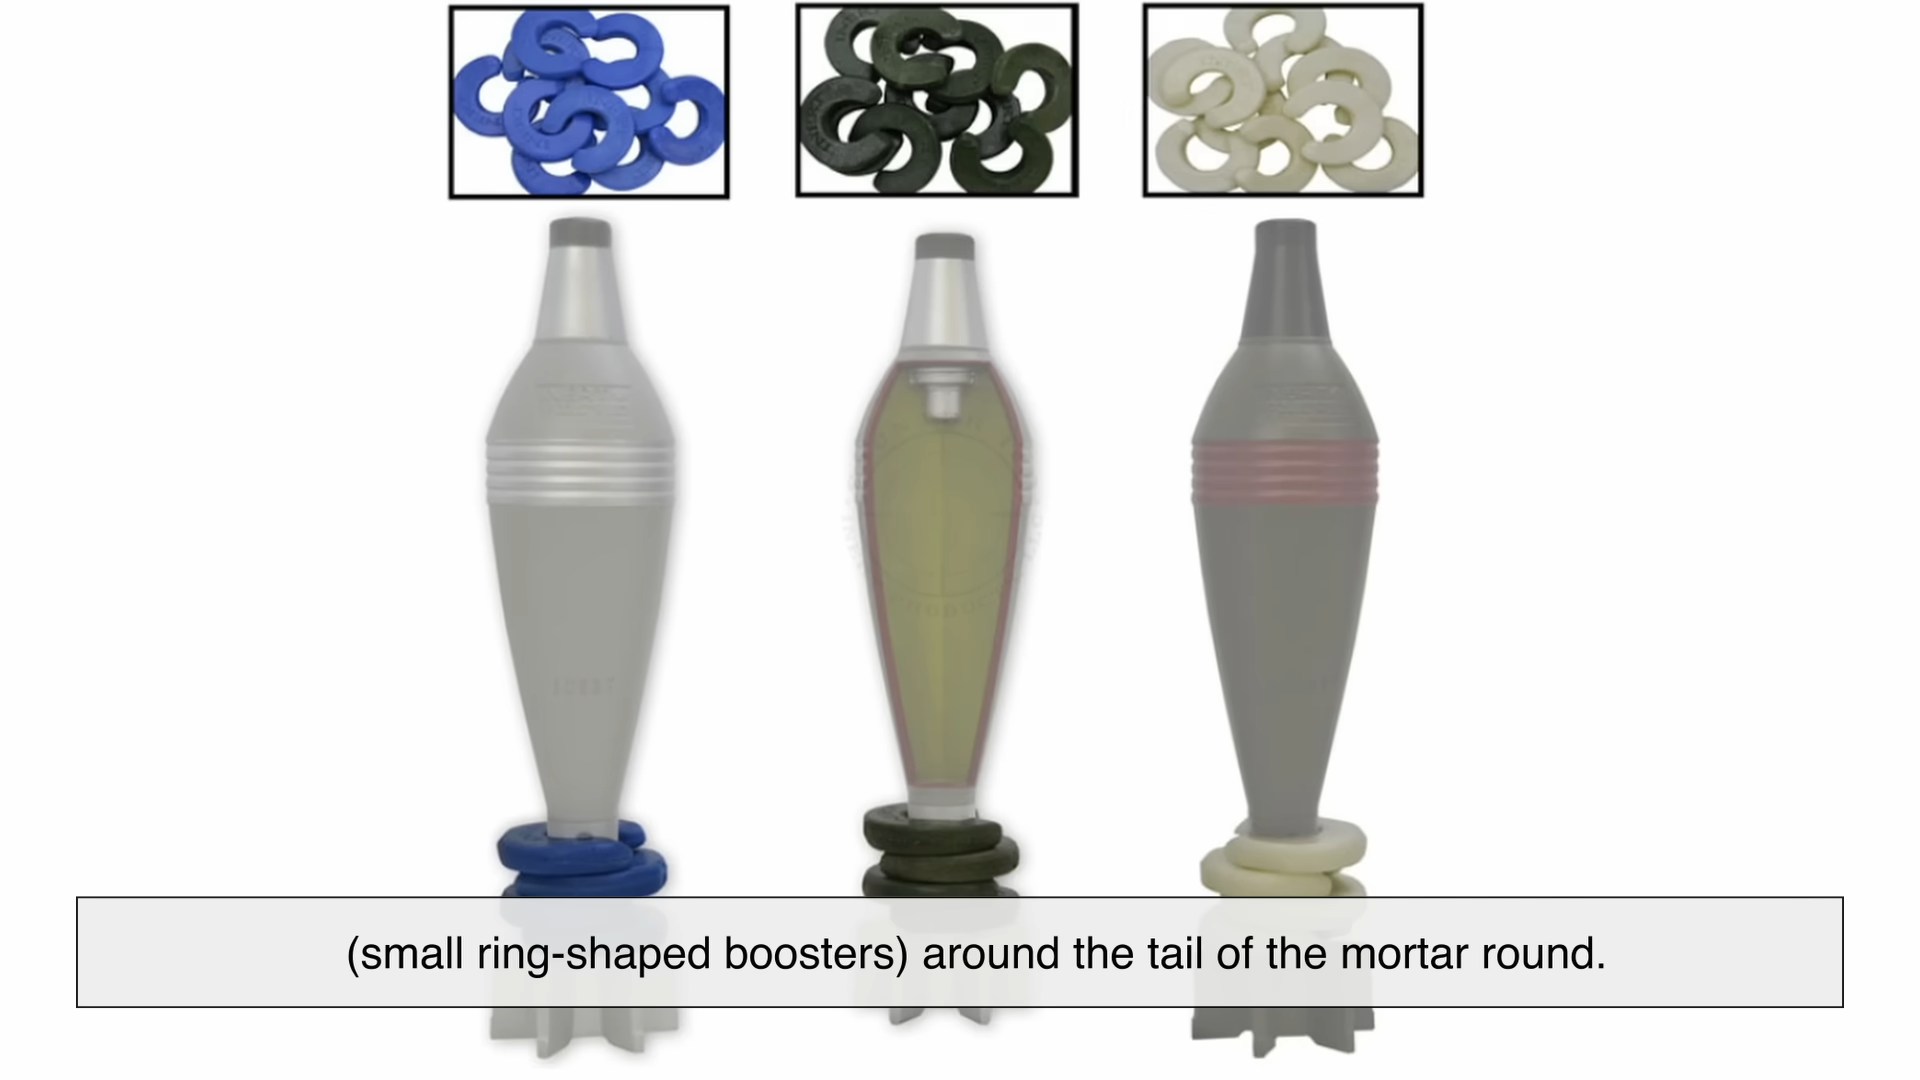 (small ring-shaped boosters) around the tail of the mortar round.